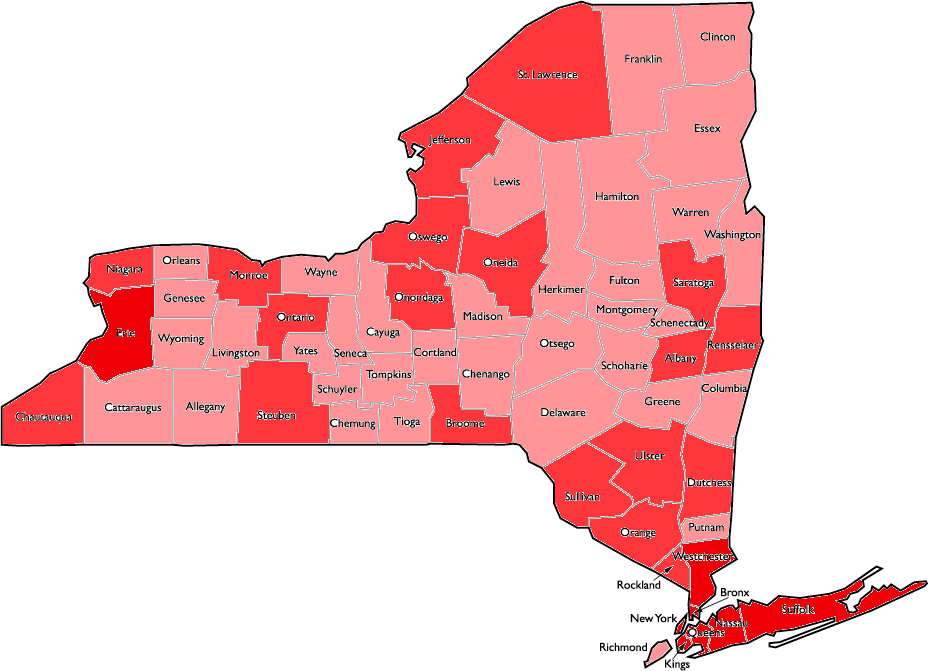 Clinton
Franklin
St. Lawrence
Essex
Jefferson
Lewis
Hamilton
Warren
Washington
Oswego
Oneida
Herkimer
Fulton
Saratoga
Orleans
Niagara
Monroe
Wayne
Genesee
Ontario
Onondaga
Madison
Montgomery
Schenectady
Erie
Wyoming
Livingston
Yates
Seneca
Cayuga
Cortland
Otsego
Schoharie
Albany
Rensselaer
Chenango
Tompkins
Schuyler
Columbia
Greene
Chautauqua
Cattaraugus
Allegany
Steuben
Chemung
Tioga
Broome
Delaware
Ulster
Dutchess
Sullivan
Orange
Putnam
Westchester
Rockland
Bronx
New York
Suffolk
Nassau
Queens
Richmond
Kings